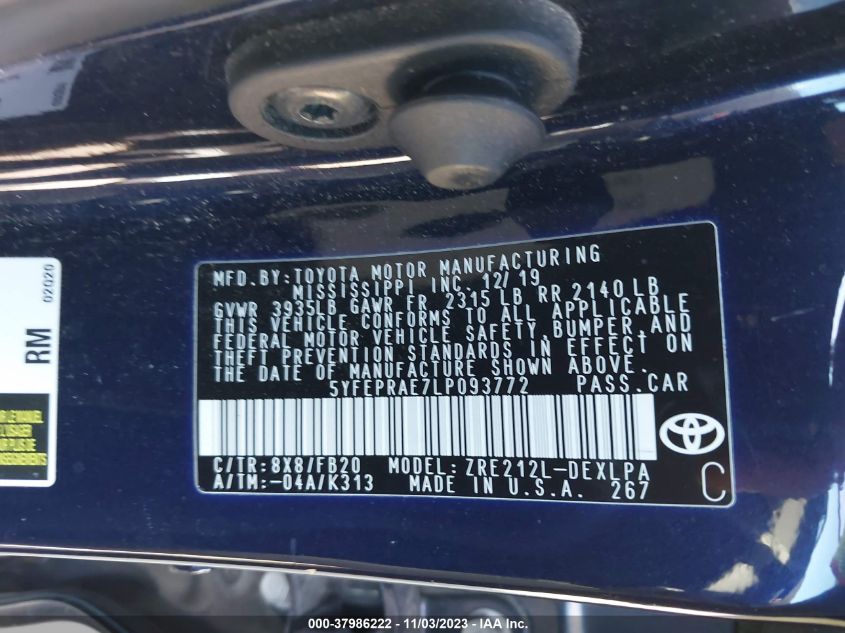 RM
02020
MFD.BY:TOYOTA MOTOR MANUFACTURING
MISSISSIPPI INC. 12/19
GVWR 3935LB GAWR FR 2315 LB RR 2140 LB
THIS VEHICLE CONFORMS TO ALL APPLICABLE
FEDERAL MOTOR VEHICLE SAFETY,BUMPER,AND
THEFT PREVENTION STANDARDS IN EFFECT ON
THE DATE OF MANUFACTURE SHOWN ABOVE.
5YFEPRAE7LP093772 PASS.CAR
C/TR:8X8/FB20 MODEL:ZRE212L-DEXLPA
A/TM:-04A/K313 MADE IN U.S.A. 267
C
000-37986222 - 11/03/2023 - IAA Inc.